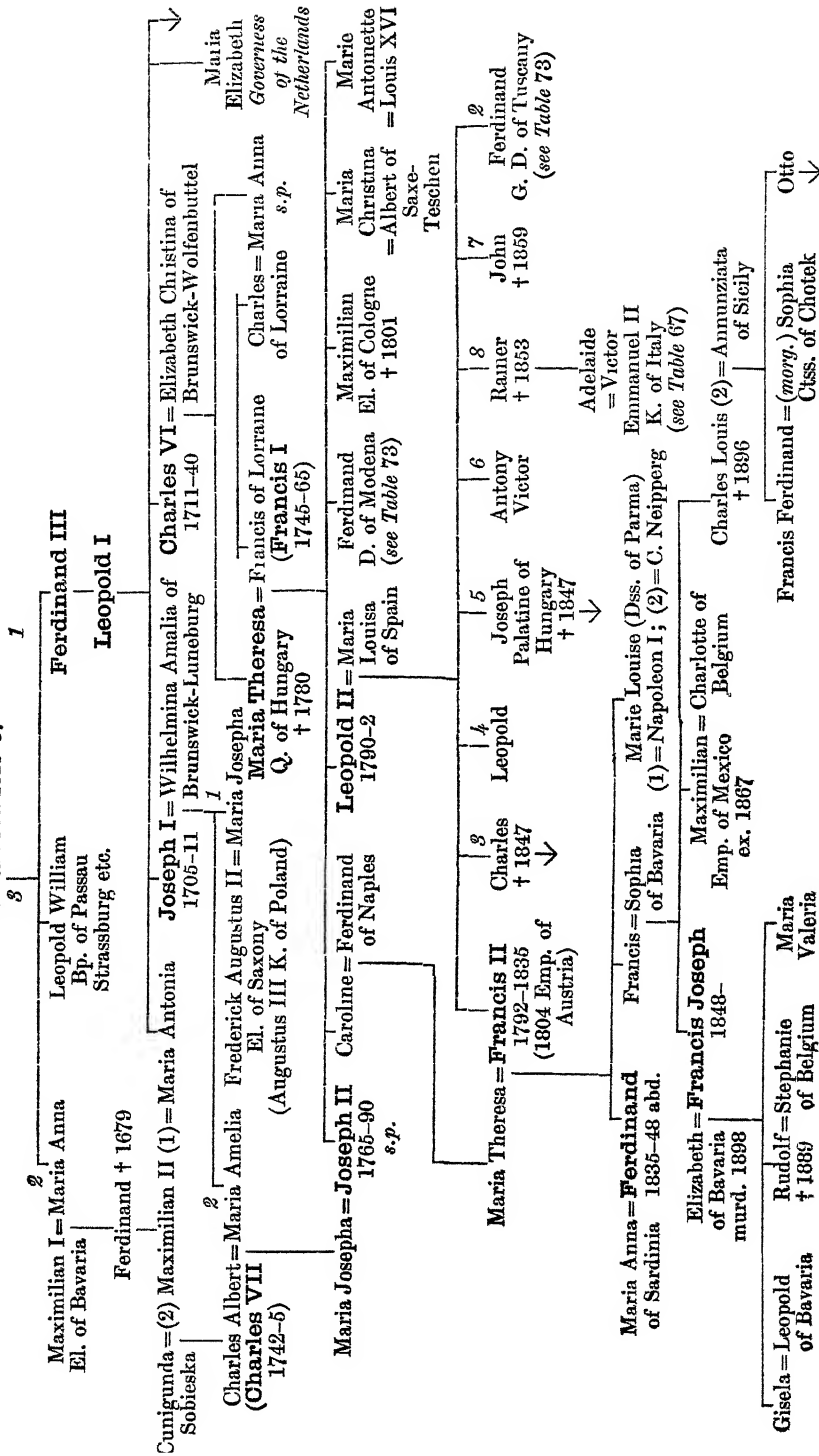 3
1
2
Maximilian I = Maria Anna
El. of Bavaria
Leopold William
Bp. of Passau
Strassburg etc.
Ferdinand III
Leopold I
Ferdinand † 1679
Cunigunda = (2) Maximilian II (1) = Maria Antonia
Sobieska
Joseph I = Wilhelmina Amalia of
1705–11 Brunswick-Luneburg
Charles VI = Elizabeth Christina of
1711–40 Brunswick-Wolfenbuttel
Maria
Elizabeth
Governess
of the
Netherlands
2
1
Charles Albert = Maria Amelia
(Charles VII
1742–5)
Frederick Augustus II = Maria Josepha
El. of Saxony
(Augustus III K. of Poland)
Maria Theresa = Francis of Lorraine
Q. of Hungary (Francis I
† 1780 1745–65)
Charles = Maria Anna
of Lorraine s.p.
Maria Josepha = Joseph II
1765–90
s.p.
Caroline = Ferdinand
of Naples
Leopold II = Maria
1790–2 Louisa
of Spain
Ferdinand
D. of Modena
(see Table 73)
Maximilian
El. of Cologne
† 1801
Maria
Christina
= Albert of
Saxe-
Teschen
Marie
Antoinette
= Louis XVI
Maria Theresa = Francis II
1792–1835
(1804 Emp. of
Austria)
3
Charles
† 1847
4
Leopold
5
Joseph
Palatine of
Hungary
† 1847
6
Antony
Victor
8
Rainer
† 1853
7
John
† 1859
2
Ferdinand
G. D. of Tuscany
(see Table 73)
Adelaide
= Victor
Emmanuel II
K. of Italy
(see Table 67)
Maria Anna = Ferdinand
of Sardinia 1835–48 abd.
Francis = Sophia
of Bavaria
Marie Louise (Dss. of Parma)
(1) = Napoleon I; (2) = C. Neipperg
Elizabeth = Francis Joseph
of Bavaria 1848–
murd. 1898
Maximilian = Charlotte of
Emp. of Mexico Belgium
ex. 1867
Charles Louis (2) = Annunziata
† 1896 of Sicily
Gisela = Leopold
of Bavaria
Rudolf = Stephanie
† 1889 of Belgium
Maria
Valeria
Francis Ferdinand = (morg.) Sophia
Ctss. of Chotek
Otto